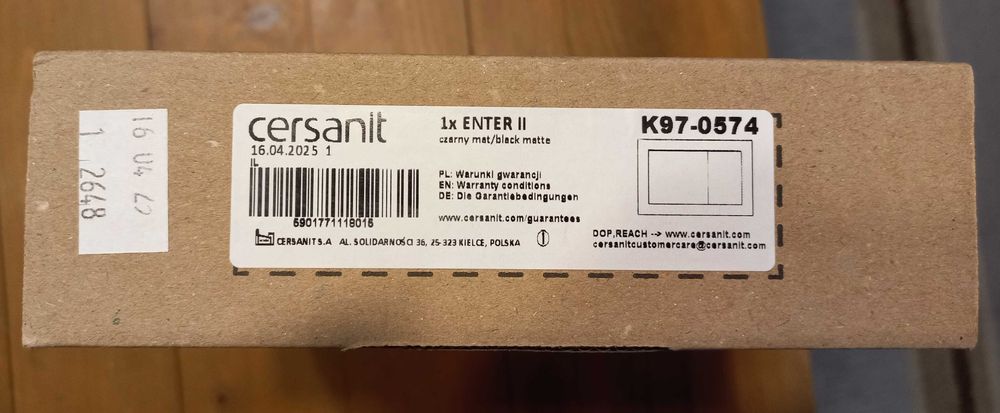 16 04 25
1 .2648
cersanit
16.04.2025 1
IL
5901771118016
CERSANIT S.A AL. SOLIDARNOŚCI 36, 25-323 KIELCE, POLSKA
1x ENTER II
czarny mat/black matte
PL: Warunki gwarancji
EN: Warranty conditions
DE: Die Garantiebedingungen
www.cersanit.com/guarantees
K97-0574
DOP,REACH --> www.cersanit.com
cersanitcustomercare@cersanit.com